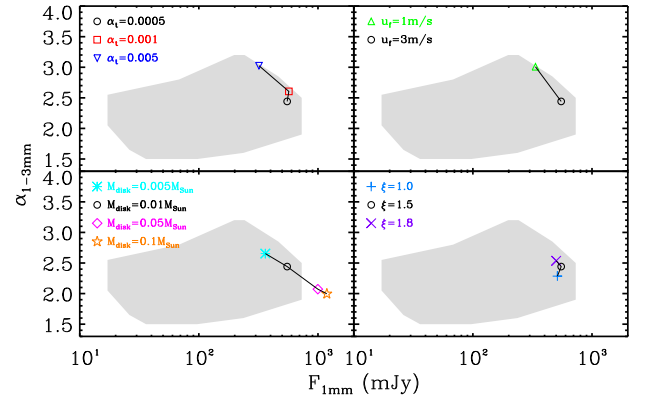 α_t=0.0005
α_t=0.001
α_t=0.005
u_f=1m/s
u_f=3m/s
4.0
3.5
3.0
2.5
2.0
1.5
M_disk=0.005M_Sun
M_disk=0.01M_Sun
M_disk=0.05M_Sun
M_disk=0.1M_Sun
ξ=1.0
ξ=1.5
ξ=1.8
4.0
3.5
3.0
2.5
2.0
1.5
α_1-3mm
10^1
10^2
10^3
10^1
10^2
10^3
F_1mm (mJy)